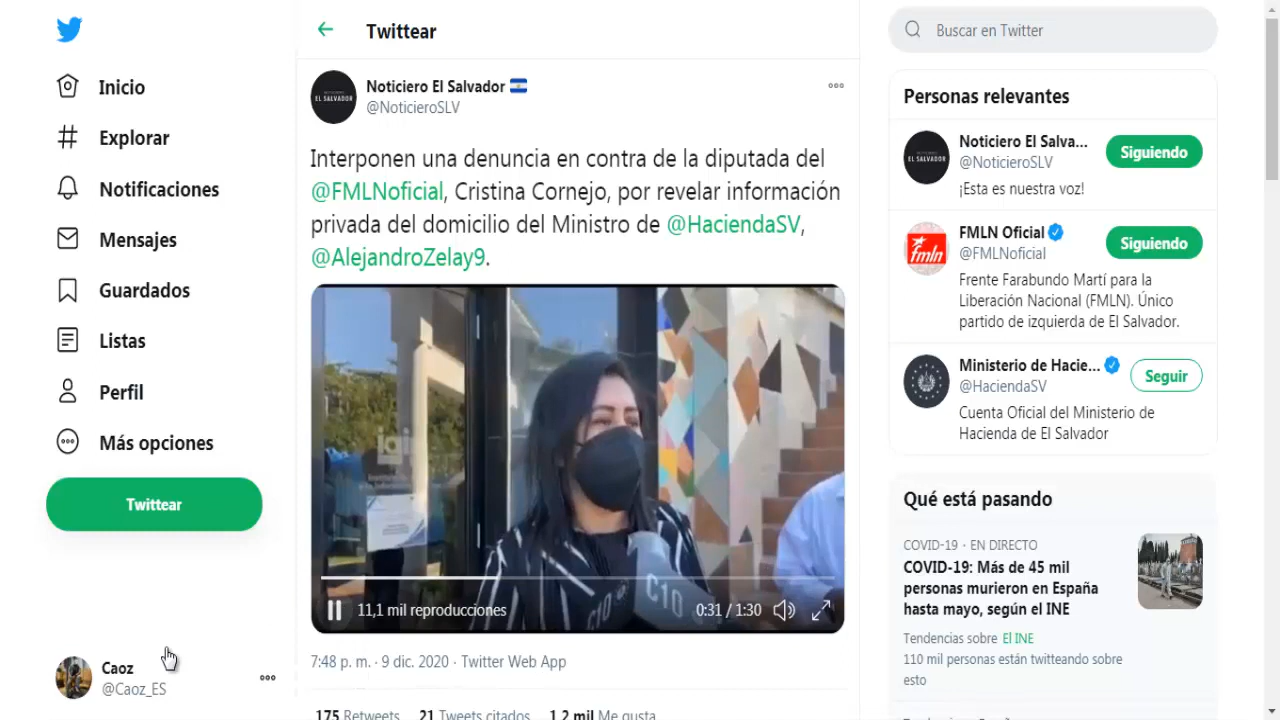 Inicio
Explorar
Notificaciones
Mensajes
Guardados
Listas
Perfil
Más opciones
Twittear
Caoz
@Caoz_ES
Twittear
Noticiero El Salvador
EL SALVADOR
@NoticieroSLV
Interponen una denuncia en contra de la diputada del
@FMLNoficial, Cristina Cornejo, por revelar información
privada del domicilio del Ministro de @HaciendaSV,
@AlejandroZelay9.
C10
11,1 mil reproducciones
0:31 / 1:30
7:48 p. m. · 9 dic. 2020 · Twitter Web App
175 Retweets 21 Tweets citados 1,2 mil Me gusta
Buscar en Twitter
Personas relevantes
Noticiero El Salva...
EL SALVADOR
@NoticieroSLV
Siguiendo
¡Esta es nuestra voz!
FMLN Oficial
fmln
@FMLNoficial
Siguiendo
Frente Farabundo Martí para la
Liberación Nacional (FMLN). Único
partido de izquierda de El Salvador.
Ministerio de Hacie...
@HaciendaSV
Seguir
Cuenta Oficial del Ministerio de
Hacienda de El Salvador
Qué está pasando
COVID-19 · EN DIRECTO
COVID-19: Más de 45 mil
personas murieron en España
hasta mayo, según el INE
Tendencias sobre El INE
110 mil personas están twitteando sobre
esto